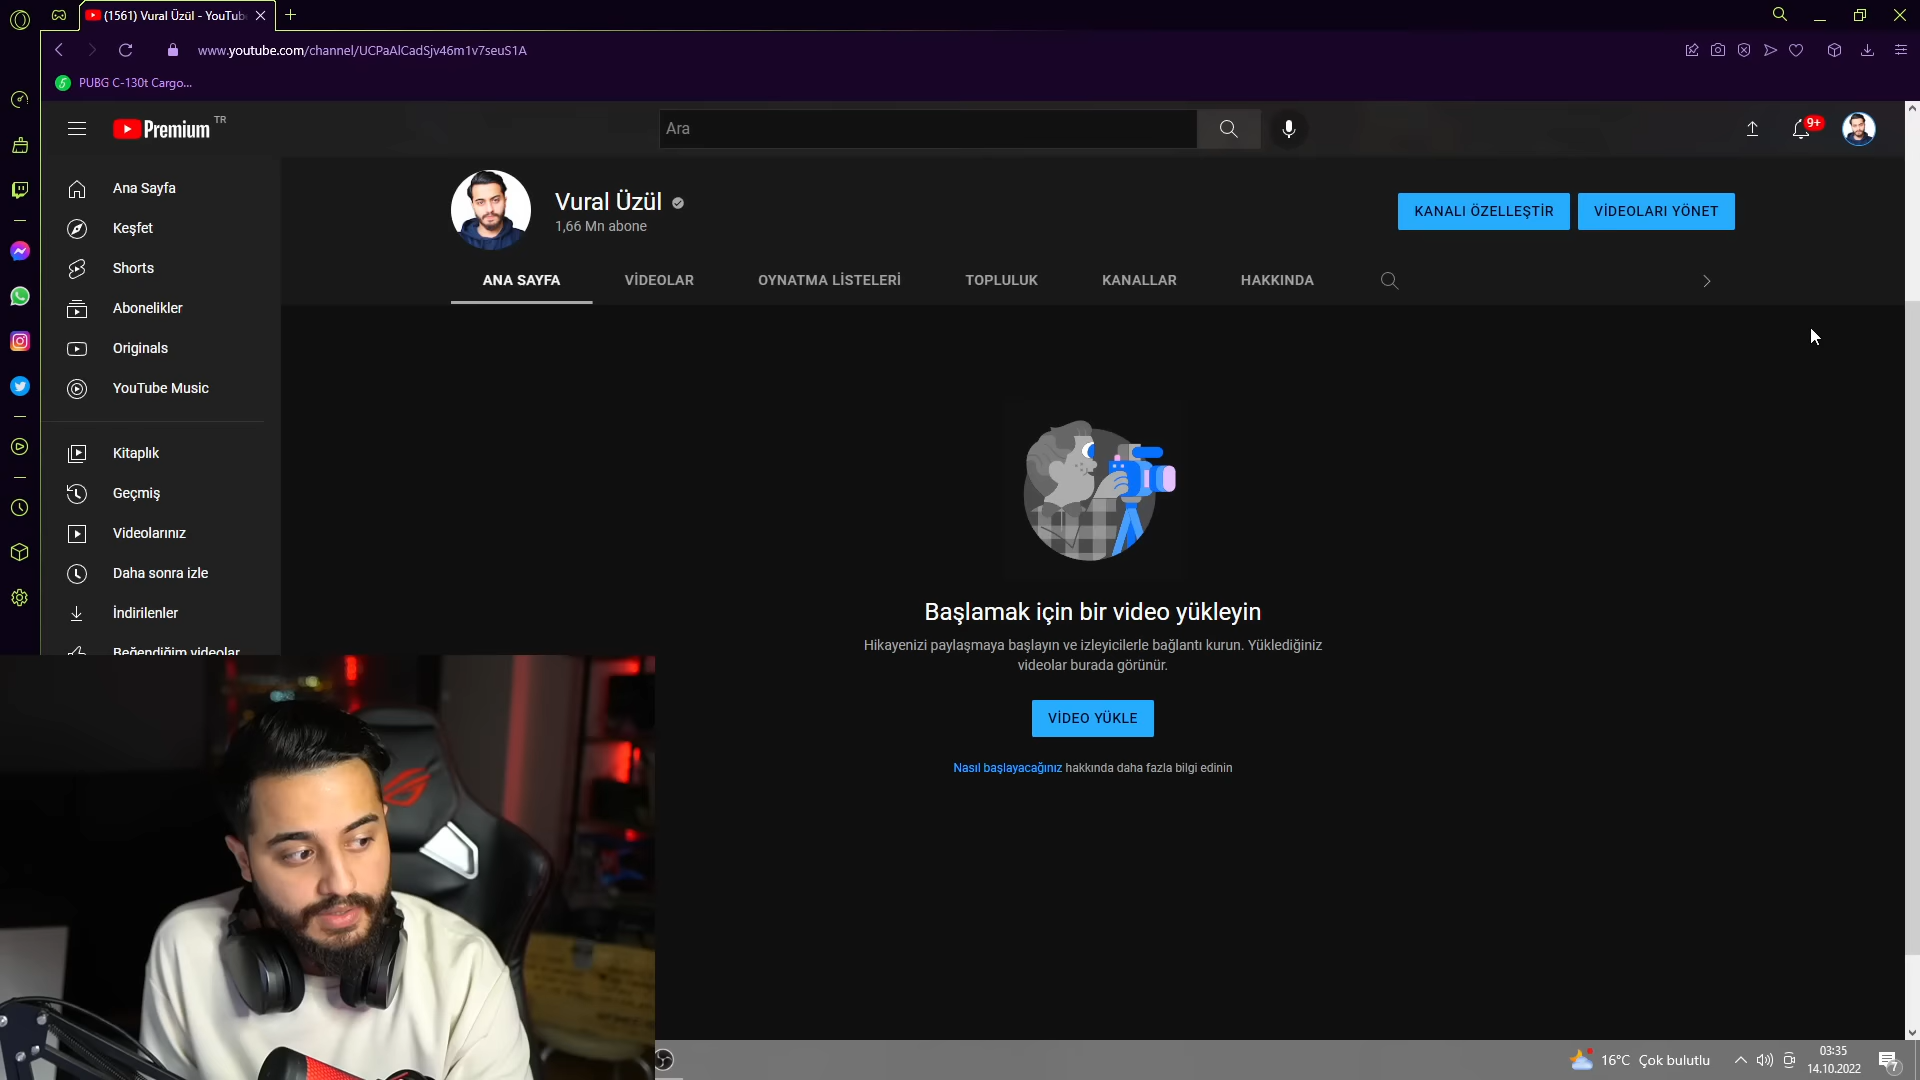 (1561) Vural Üzül - YouTube
www.youtube.com/channel/UCPaAlCadSjv46m1v7seuS1A
PUBG C-130t Cargo...
Premium TR
Ara
9+
Ana Sayfa
Keşfet
Shorts
Abonelikler
Originals
YouTube Music
Kitaplık
Geçmiş
Videolarınız
Daha sonra izle
İndirilenler
Beğendiğim videolar
Vural Üzül
1,66 Mn abone
KANALI ÖZELLEŞTİR
VİDEOLARI YÖNET
ANA SAYFA
VİDEOLAR
OYNATMA LİSTELERİ
TOPLULUK
KANALLAR
HAKKINDA
Başlamak için bir video yükleyin
Hikayenizi paylaşmaya başlayın ve izleyicilerle bağlantı kurun. Yüklediğiniz
videolar burada görünür.
VİDEO YÜKLE
Nasıl başlayacağınız hakkında daha fazla bilgi edinin
16°C Çok bulutlu
03:35
14.10.2022
7